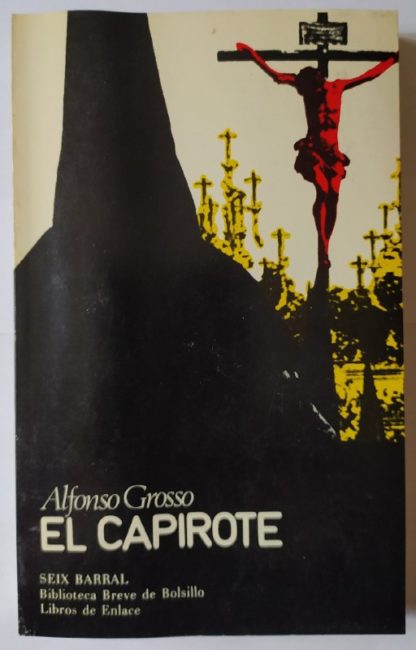 Alfonso Grosso
EL CAPIROTE
SEIX BARRAL
Biblioteca Breve de Bolsillo
Libros de Enlace